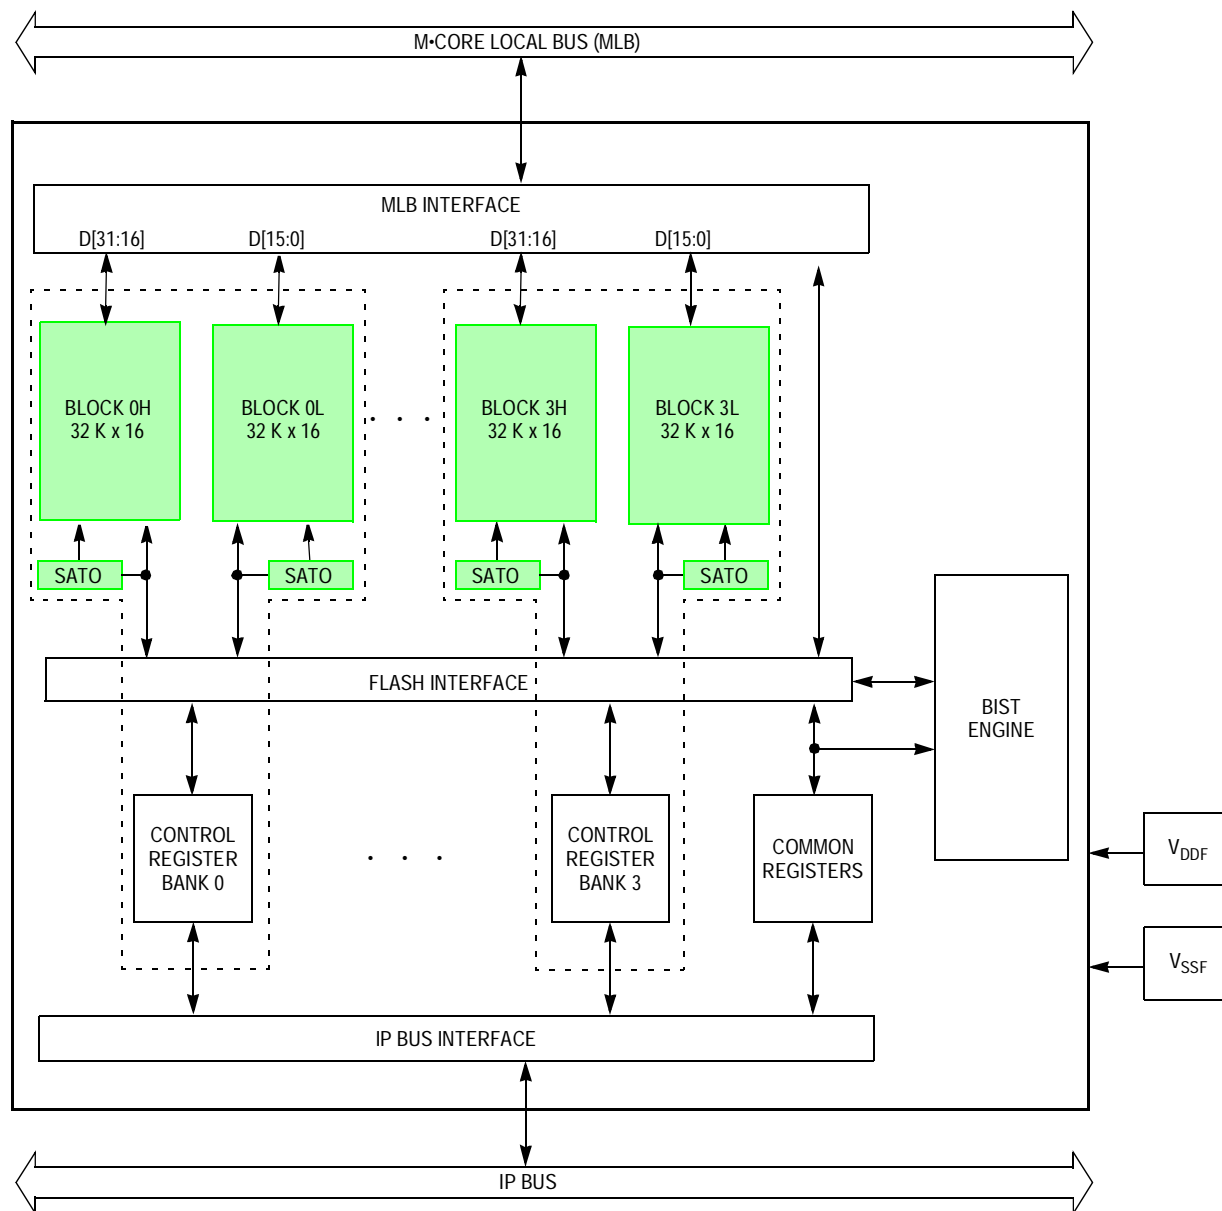 M•CORE LOCAL BUS (MLB)
MLB INTERFACE
D[31:16] D[15:0] D[31:16] D[15:0]
BLOCK 0H
32 K x 16
BLOCK 0L
32 K x 16
. . .
BLOCK 3H
32 K x 16
BLOCK 3L
32 K x 16
SATO SATO SATO SATO
FLASH INTERFACE
BIST
ENGINE
CONTROL
REGISTER
BANK 0
. . .
CONTROL
REGISTER
BANK 3
COMMON
REGISTERS
VDDF
VSSF
IP BUS INTERFACE
IP BUS